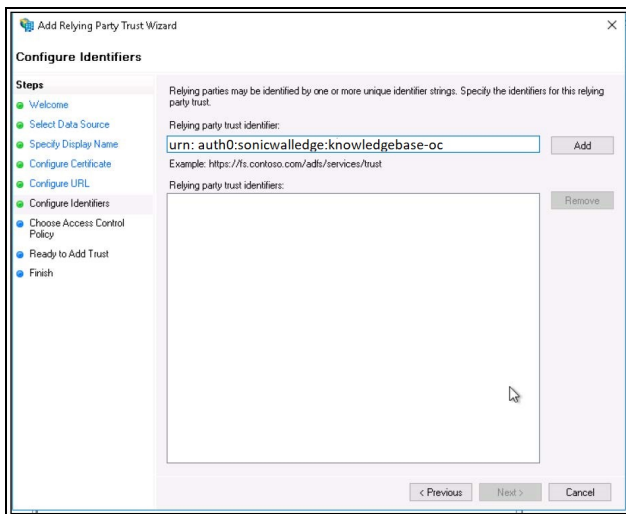 Add Relying Party Trust Wizard
Configure Identifiers
Steps
Welcome
Select Data Source
Specify Display Name
Configure Certificate
Configure URL
Configure Identifiers
Choose Access Control
Policy
Ready to Add Trust
Finish
Relying parties may be identified by one or more unique identifier strings. Specify the identifiers for this relying
party trust.
Relying party trust identifier:
urn: auth0:sonicwalledge:knowledgebase-oc
Add
Example: https://fs.contoso.com/adfs/services/trust
Relying party trust identifiers:
Remove
< Previous
Next >
Cancel